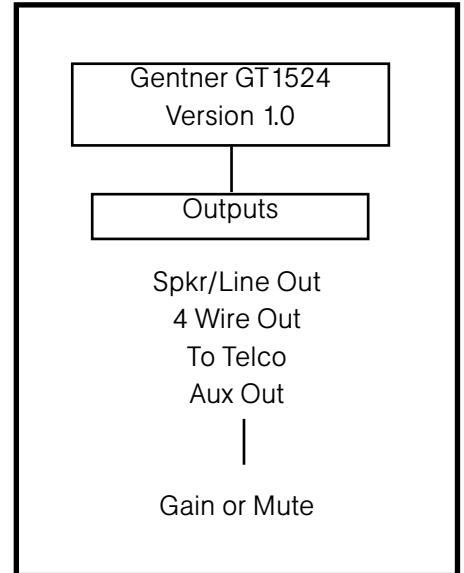 Gentner GT1524
Version 1.0
Outputs
Spkr/Line Out
4 Wire Out
To Telco
Aux Out
Gain or Mute